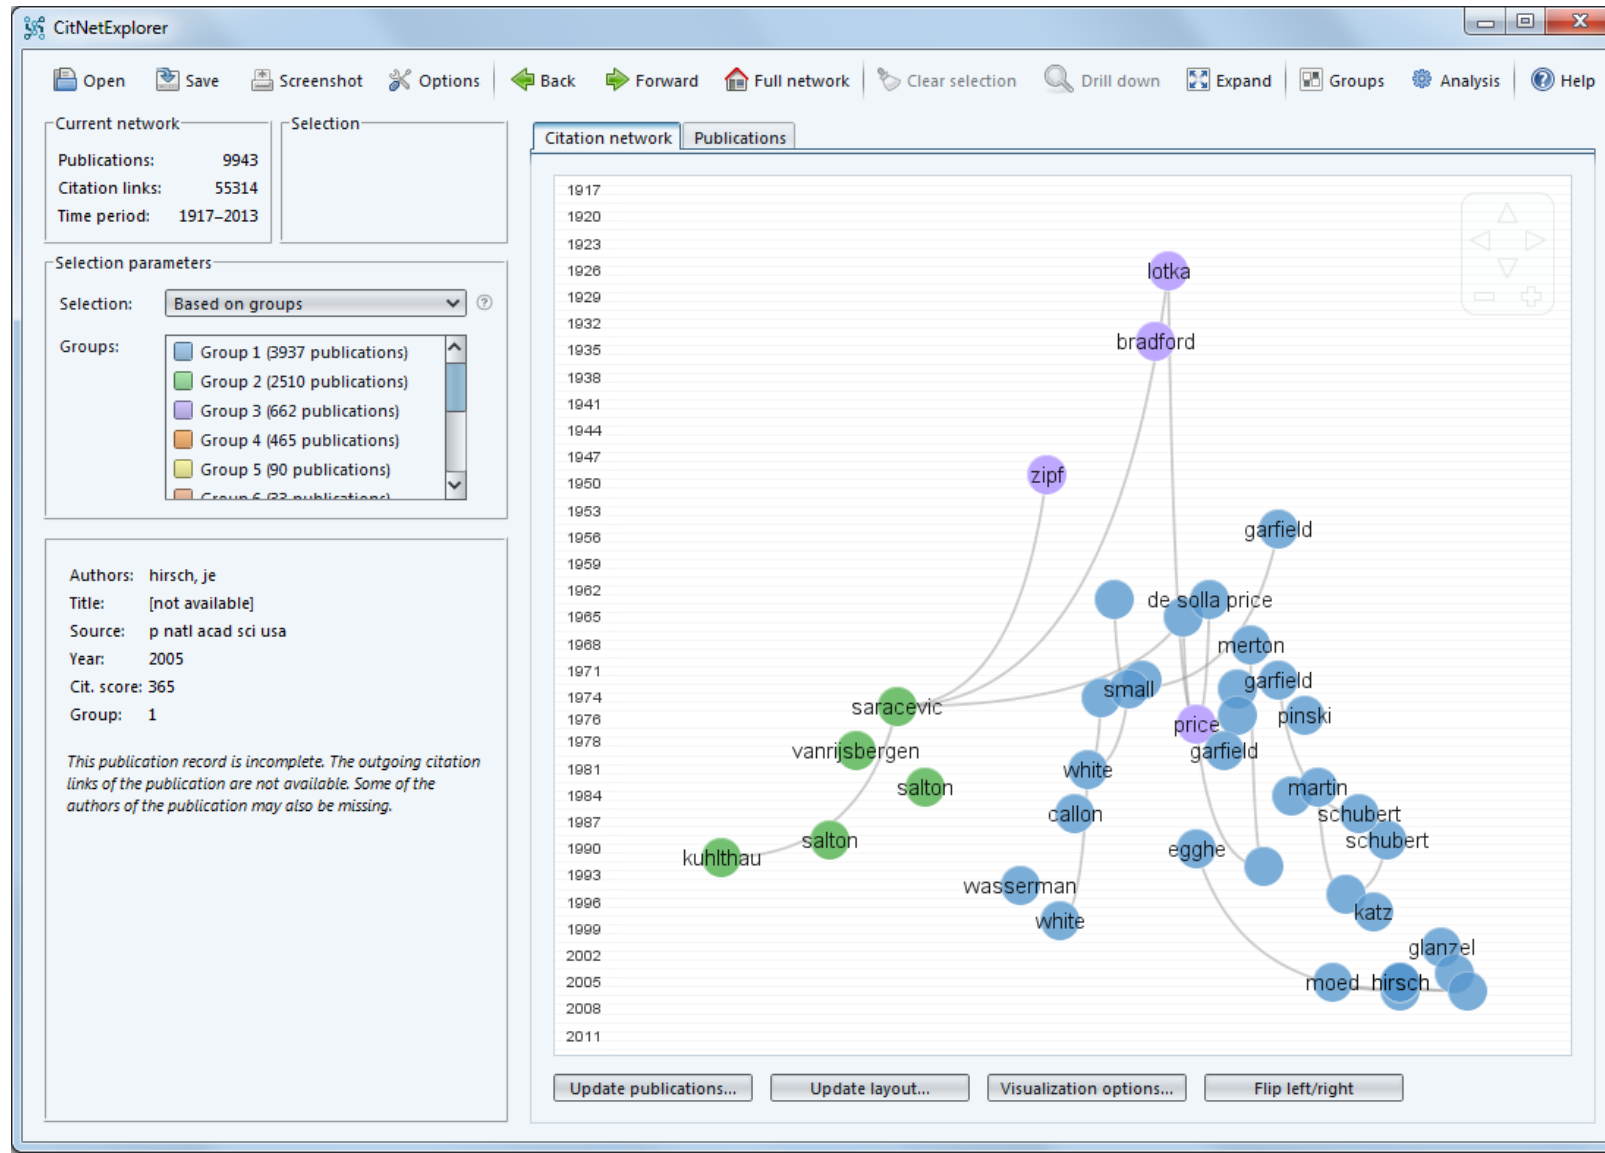 CitNetExplorer
Open Save Screenshot Options Back Forward Full network Clear selection Drill down Expand Groups Analysis Help
Current network
Publications: 9943
Citation links: 55314
Time period: 1917–2013
Selection
Selection parameters
Selection: Based on groups ?
Groups:
Group 1 (3937 publications)
Group 2 (2510 publications)
Group 3 (662 publications)
Group 4 (465 publications)
Group 5 (90 publications)
Group 6 (33 publications)
Authors: hirsch, je
Title: [not available]
Source: p natl acad sci usa
Year: 2005
Cit. score: 365
Group: 1
This publication record is incomplete. The outgoing citation
links of the publication are not available. Some of the
authors of the publication may also be missing.
Citation network Publications
1917
1920
1923
1926
1929
1932
1935
1938
1941
1944
1947
1950
1953
1956
1959
1962
1965
1968
1971
1974
1976
1978
1981
1984
1987
1990
1993
1996
1999
2002
2005
2008
2011
lotka
bradford
zipf
garfield
de solla price
merton
garfield
small
saracevic
pinski
price
vanrijsbergen
garfield
white
salton
martin
callon
schubert
salton
schubert
egghe
kuhlthau
wasserman
katz
white
glanzel
moed
hirsch
Update publications... Update layout... Visualization options... Flip left/right